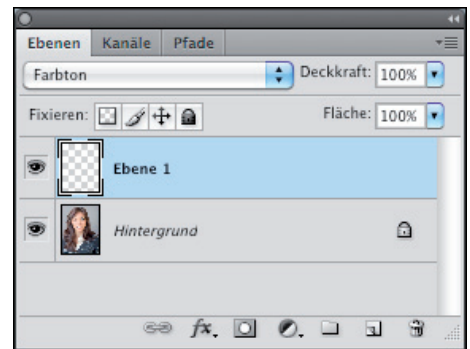 Ebenen Kanäle Pfade
Farbton Deckkraft: 100%
Fixieren: Fläche: 100%
Ebene 1
Hintergrund
fx.